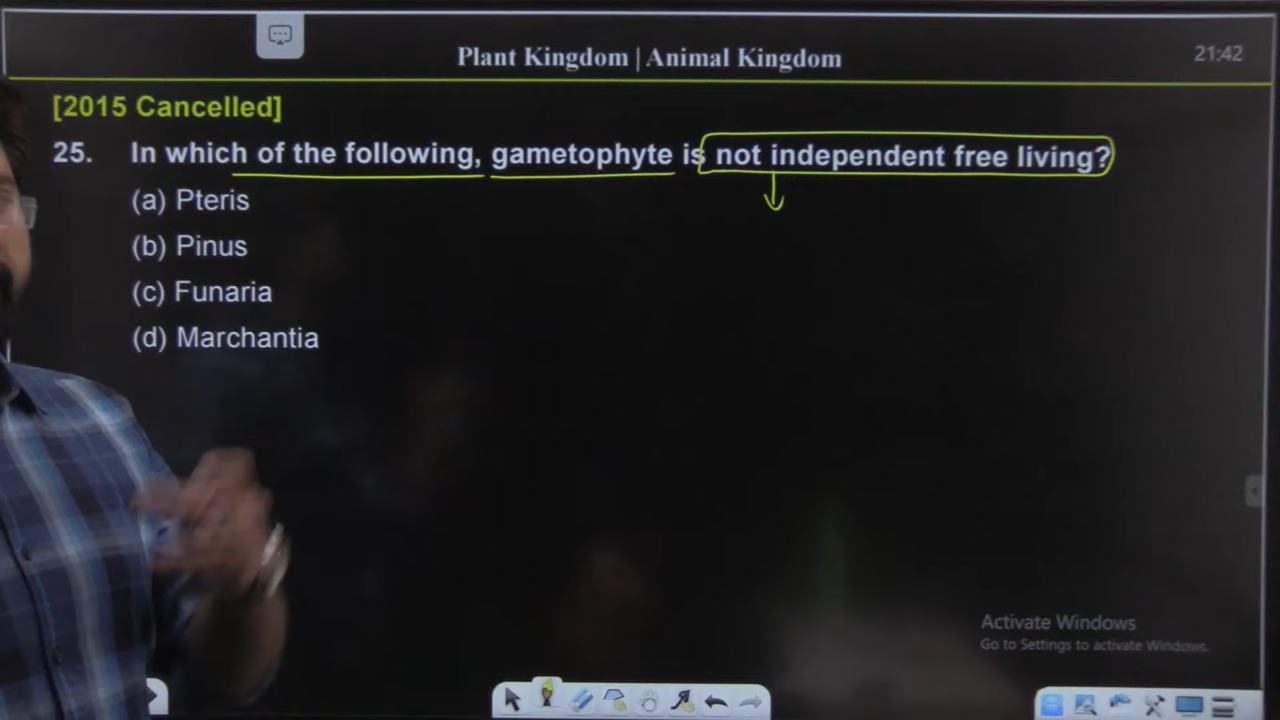 Plant Kingdom | Animal Kingdom
21:42
[2015 Cancelled]
25. In which of the following, gametophyte is not independent free living?
(a) Pteris
(b) Pinus
(c) Funaria
(d) Marchantia
Activate Windows
Go to Settings to activate Windows.